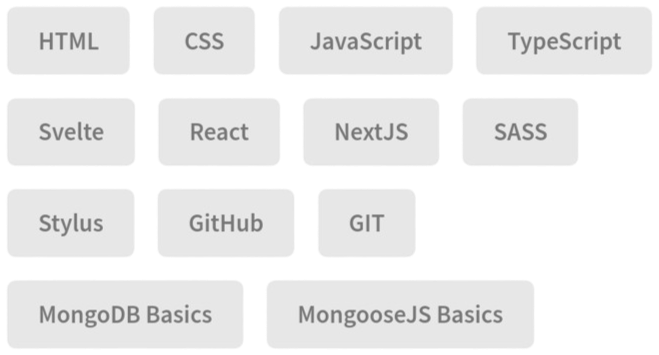 HTML CSS JavaScript TypeScript
Svelte React NextJS SASS
Stylus GitHub GIT
MongoDB Basics MongooseJS Basics